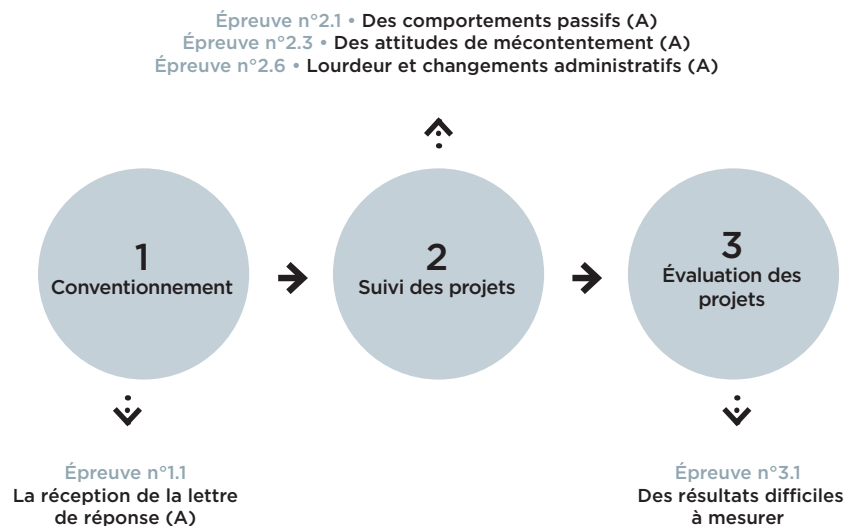 Épreuve n°2.1 • Des comportements passifs (A)
Épreuve n°2.3 • Des attitudes de mécontentement (A)
Épreuve n°2.6 • Lourdeur et changements administratifs (A)
1
Conventionnement
2
Suivi des projets
3
Évaluation des
projets
Épreuve n°1.1
La réception de la lettre
de réponse (A)
Épreuve n°3.1
Des résultats difficiles
à mesurer